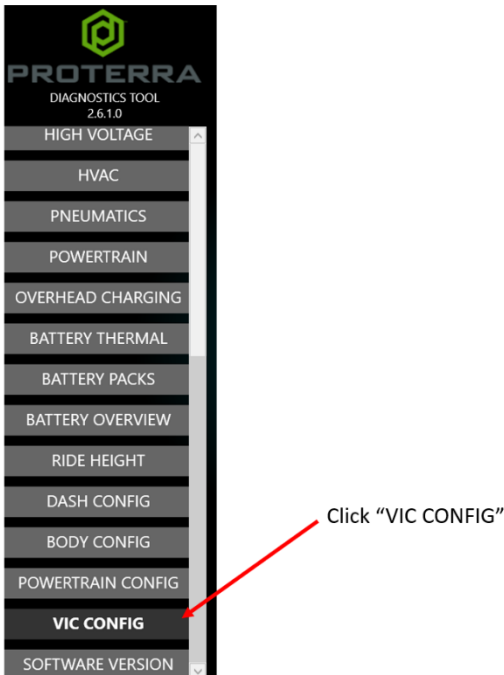 PROTERRA
DIAGNOSTICS TOOL
2.6.1.0
HIGH VOLTAGE
HVAC
PNEUMATICS
POWERTRAIN
OVERHEAD CHARGING
BATTERY THERMAL
BATTERY PACKS
BATTERY OVERVIEW
RIDE HEIGHT
DASH CONFIG
BODY CONFIG
POWERTRAIN CONFIG
VIC CONFIG
SOFTWARE VERSION
Click “VIC CONFIG”